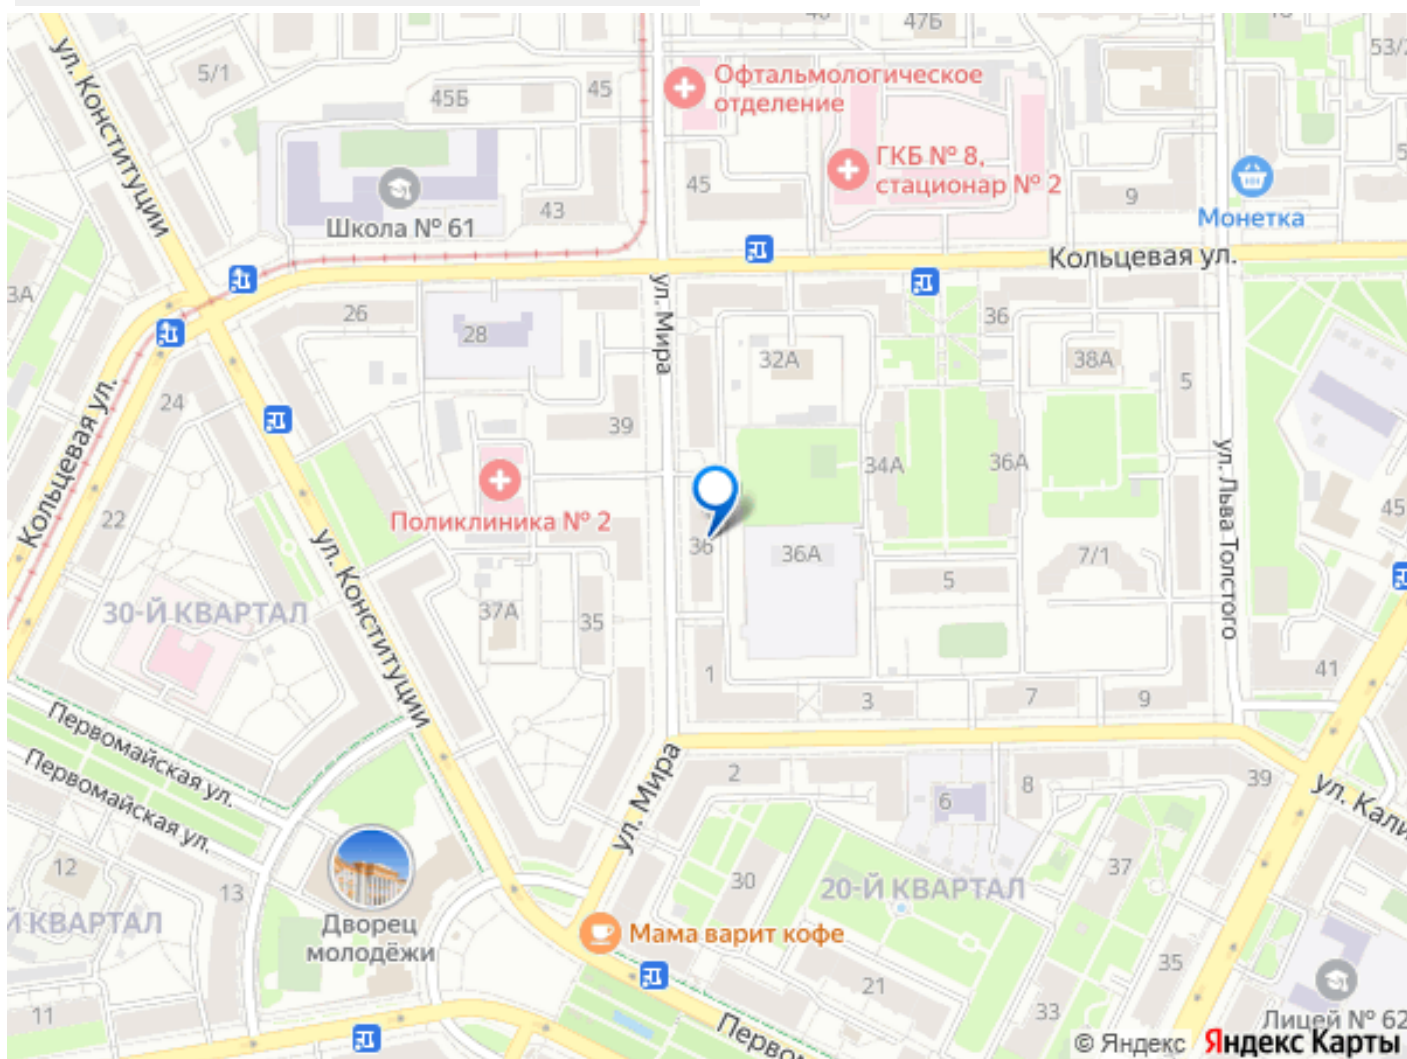 47Б
53/2
5/1
45Б
45
Офтальмологическое
отделение
ГКБ № 8,
стационар № 2
ул. Конституции
Школа № 61
43
45
9
Монетка
Кольцевая ул.
3А
26
28
ул. Мира
32А
36
38А
5
24
39
34А
36А
Кольцевая ул.
Поликлиника № 2
22
36
36А
5
7/1
45
ул. Льва Толстого
ул. Конституции
30-Й КВАРТАЛ
37А
35
1
3
7
9
41
Первомайская ул.
Первомайская ул.
ул. Мира
2
6
8
39
ул. Кали
12
13
Й КВАРТАЛ
30
20-Й КВАРТАЛ
37
Дворец
молодёжи
Мама варит кофе
21
35
33
11
Первом
Лицей № 62
© Яндекс Яндекс Карты